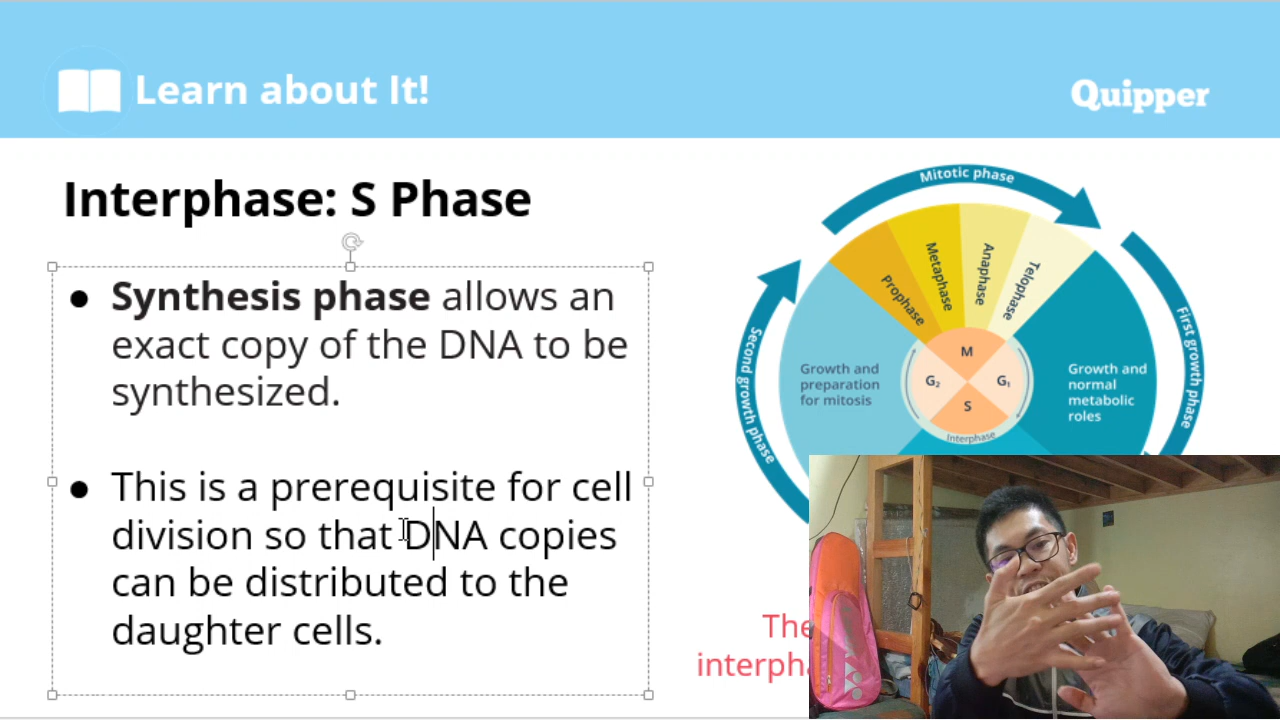 Learn about It!
Quipper
Interphase: S Phase
● Synthesis phase allows an
exact copy of the DNA to be
synthesized.
● This is a prerequisite for cell
division so that DNA copies
can be distributed to the
daughter cells.
Mitotic phase
Prophase
Metaphase
Anaphase
Telophase
Second growth phase
First growth phase
Growth and
preparation
for mitosis
M
G₂
G₁
S
Interphase
Growth and
normal
metabolic
roles
The